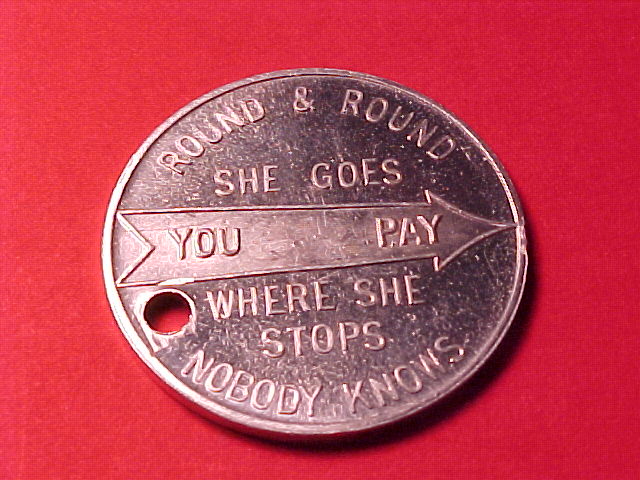 ROUND & ROUND
SHE GOES
YOU PAY
WHERE SHE
STOPS
NOBODY KNOWS